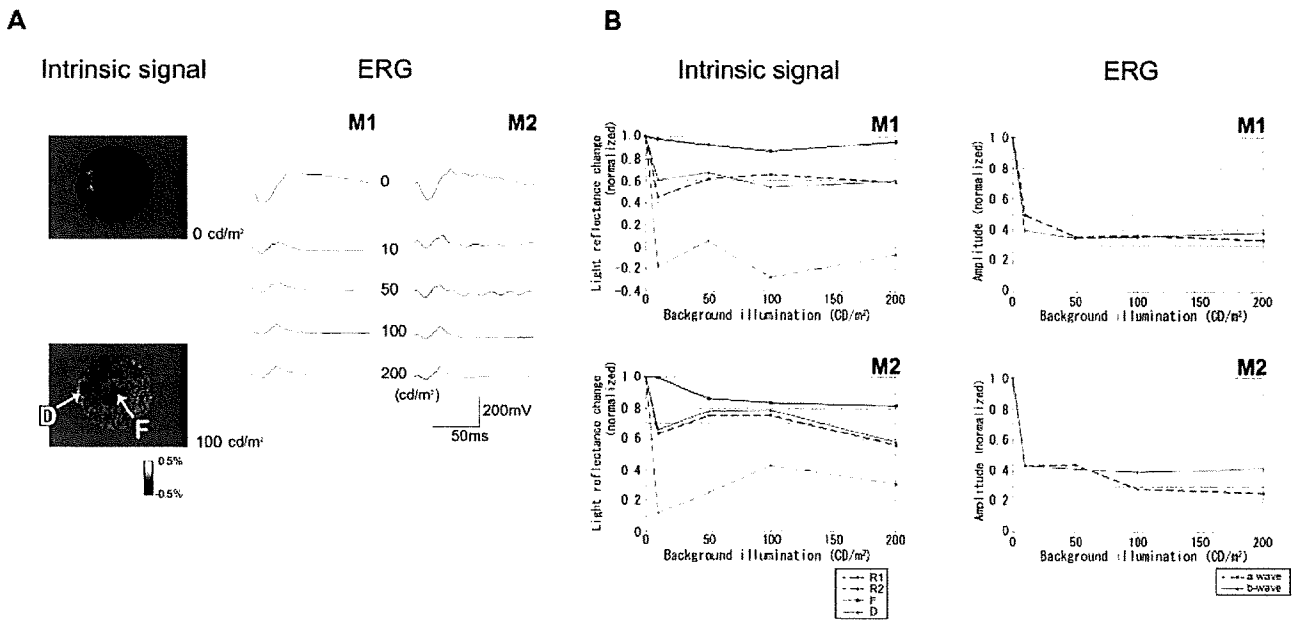 A
Intrinsic signal
ERG
M1
M2
0 cd/m²
0
10
50
100
200
(cd/m²)
D
F
100 cd/m²
0.5%
-0.5%
200mV
50ms
B
Intrinsic signal
ERG
M1
Light reflectance change
(normalized)
1.0
0.8
0.6
0.4
0.2
0
-0.2
-0.4
0 50 100 150 200
Background illumination (CD/m²)
M1
Amplitude (normalized)
1 0
0 8
0 6
0 4
0 2
0
0 50 100 150 200
Background illumination (CD/m²)
M2
Light reflectance change
(normalized)
1.0
0.8
0 6
0 4
0 2
0
0 50 100 150 200
Background illumination (CD/m²)
R1
R2
F
D
M2
Amplitude (normalized)
1 0
0 8
0 6
0 4
0 2
0
0 50 100 150 200
Background illumination (CD/m²)
a wave
b-wave